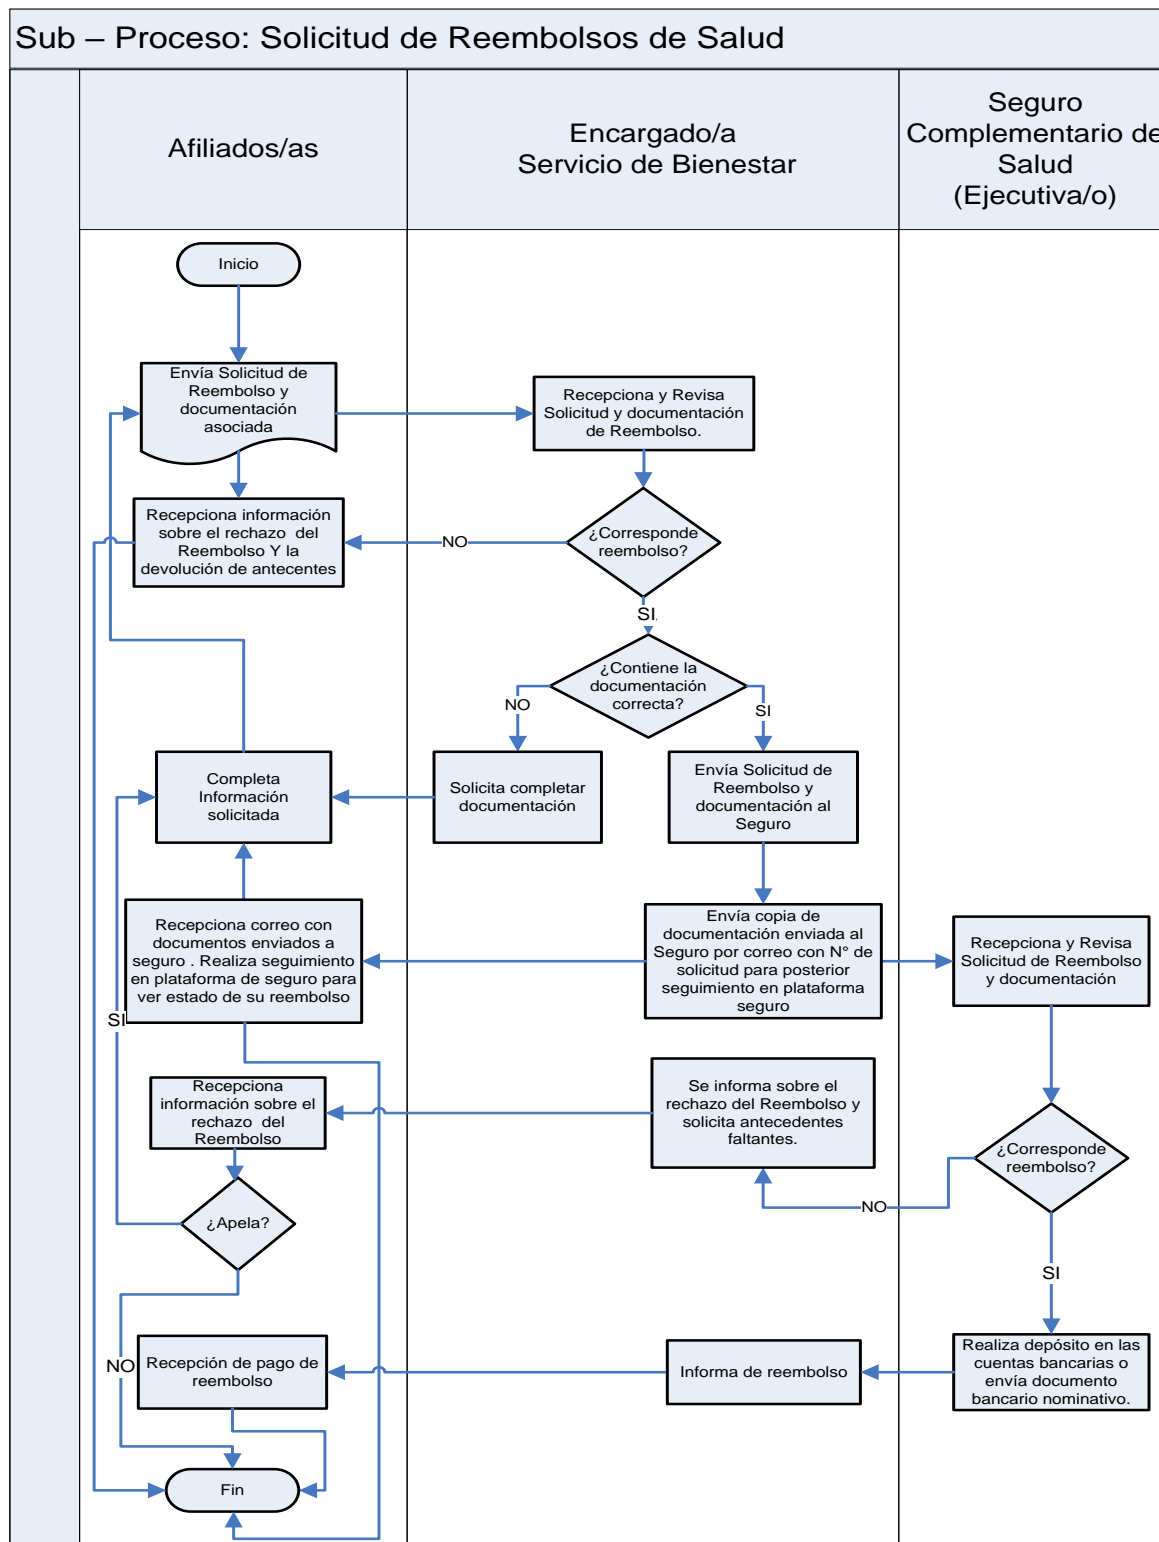 Sub – Proceso: Solicitud de Reembolsos de Salud
Afiliados/as
Encargado/a
Servicio de Bienestar
Seguro
Complementario de
Salud
(Ejecutiva/o)
Inicio
Envía Solicitud de
Reembolso y
documentación
asociada
Recepciona y Revisa
Solicitud y documentación
de Reembolso.
Recepciona información
sobre el rechazo del
Reembolso Y la
devolución de antecentes
NO
¿Corresponde
reembolso?
SI
¿Contiene la
documentación
correcta?
NO
SI
Completa
Información
solicitada
Solicita completar
documentación
Envía Solicitud de
Reembolso y
documentación al
Seguro
Recepciona correo con
documentos enviados a
seguro . Realiza seguimiento
en plataforma de seguro para
ver estado de su reembolso
Envía copia de
documentación enviada al
Seguro por correo con N° de
solicitud para posterior
seguimiento en plataforma
seguro
Recepciona y Revisa
Solicitud de Reembolso
y documentación
SI
Recepciona
información sobre el
rechazo del
Reembolso
Se informa sobre el
rechazo del Reembolso y
solicita antecedentes
faltantes.
¿Corresponde
reembolso?
NO
¿Apela?
SI
NO
Recepción de pago de
reembolso
Informa de reembolso
Realiza depósito en las
cuentas bancarias o
envía documento
bancario nominativo.
Fin